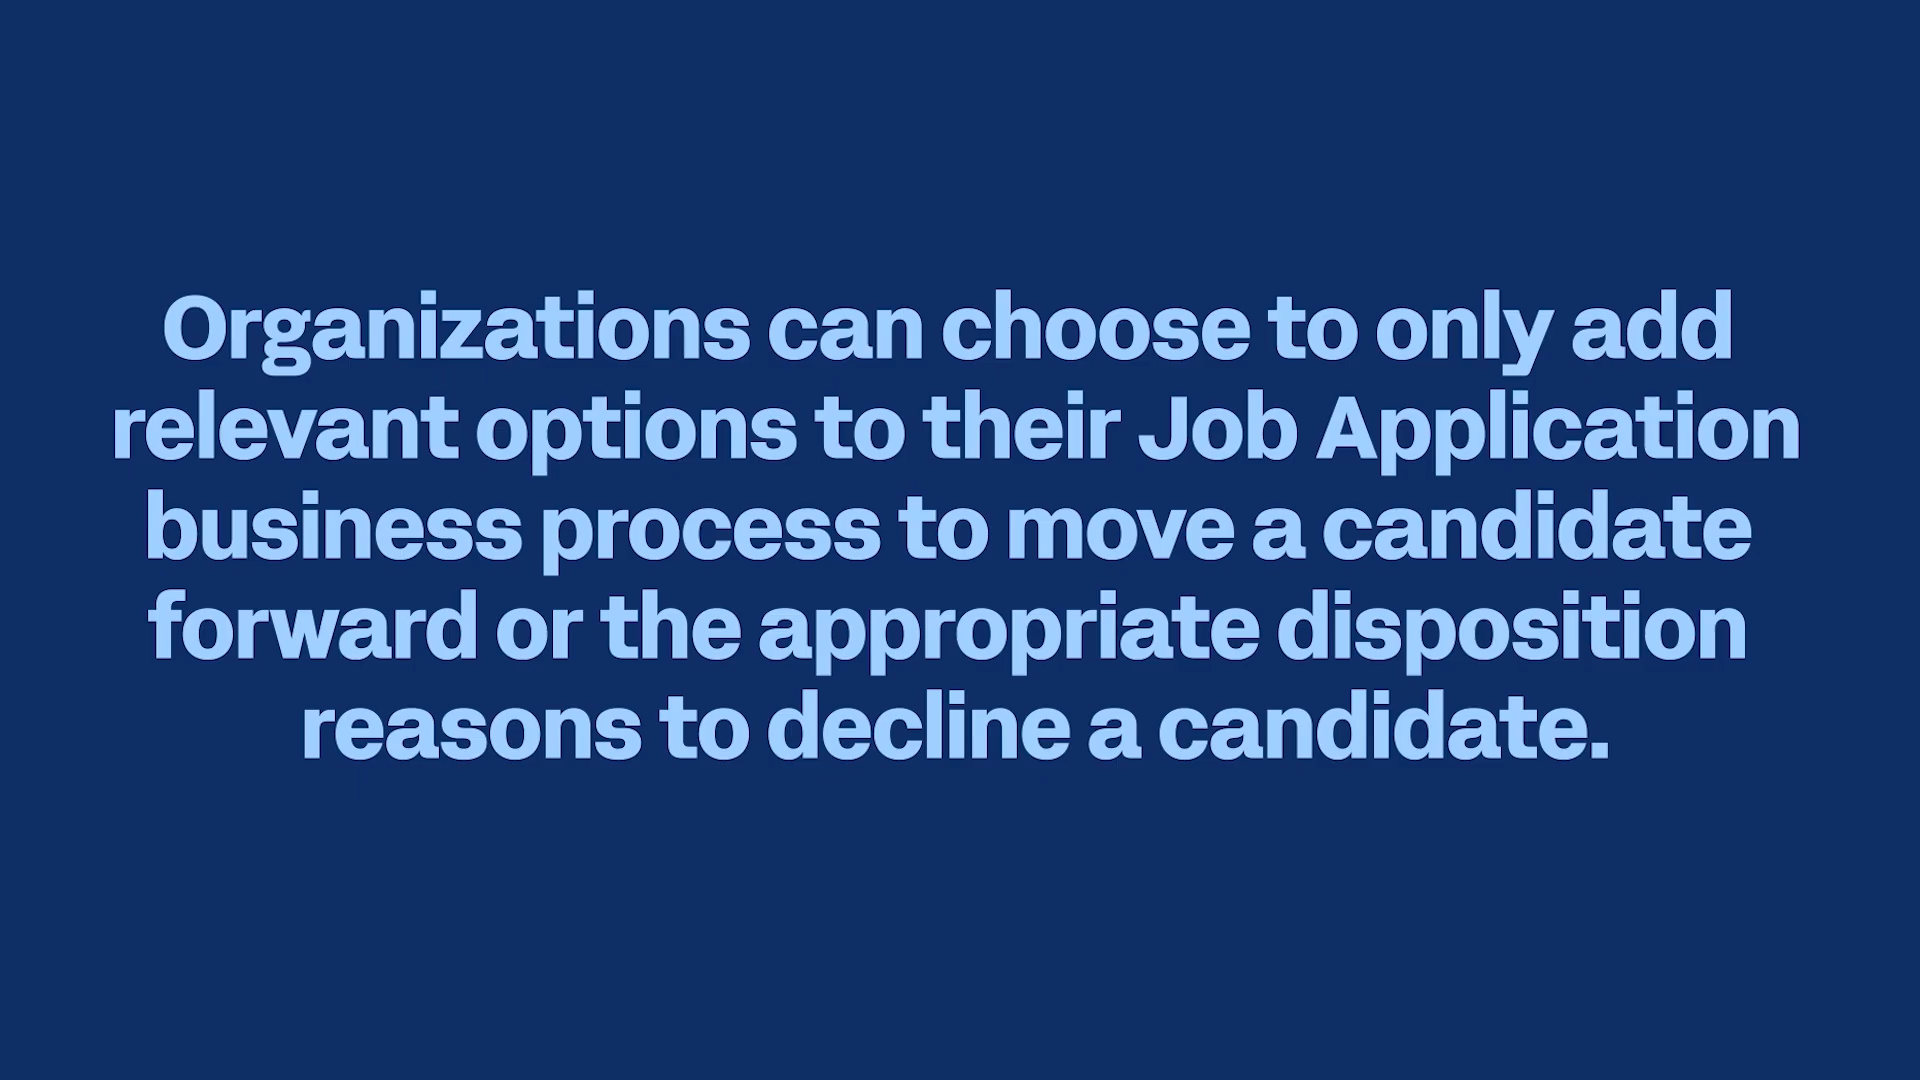 Organizations can choose to only add
relevant options to their Job Application
business process to move a candidate
forward or the appropriate disposition
reasons to decline a candidate.